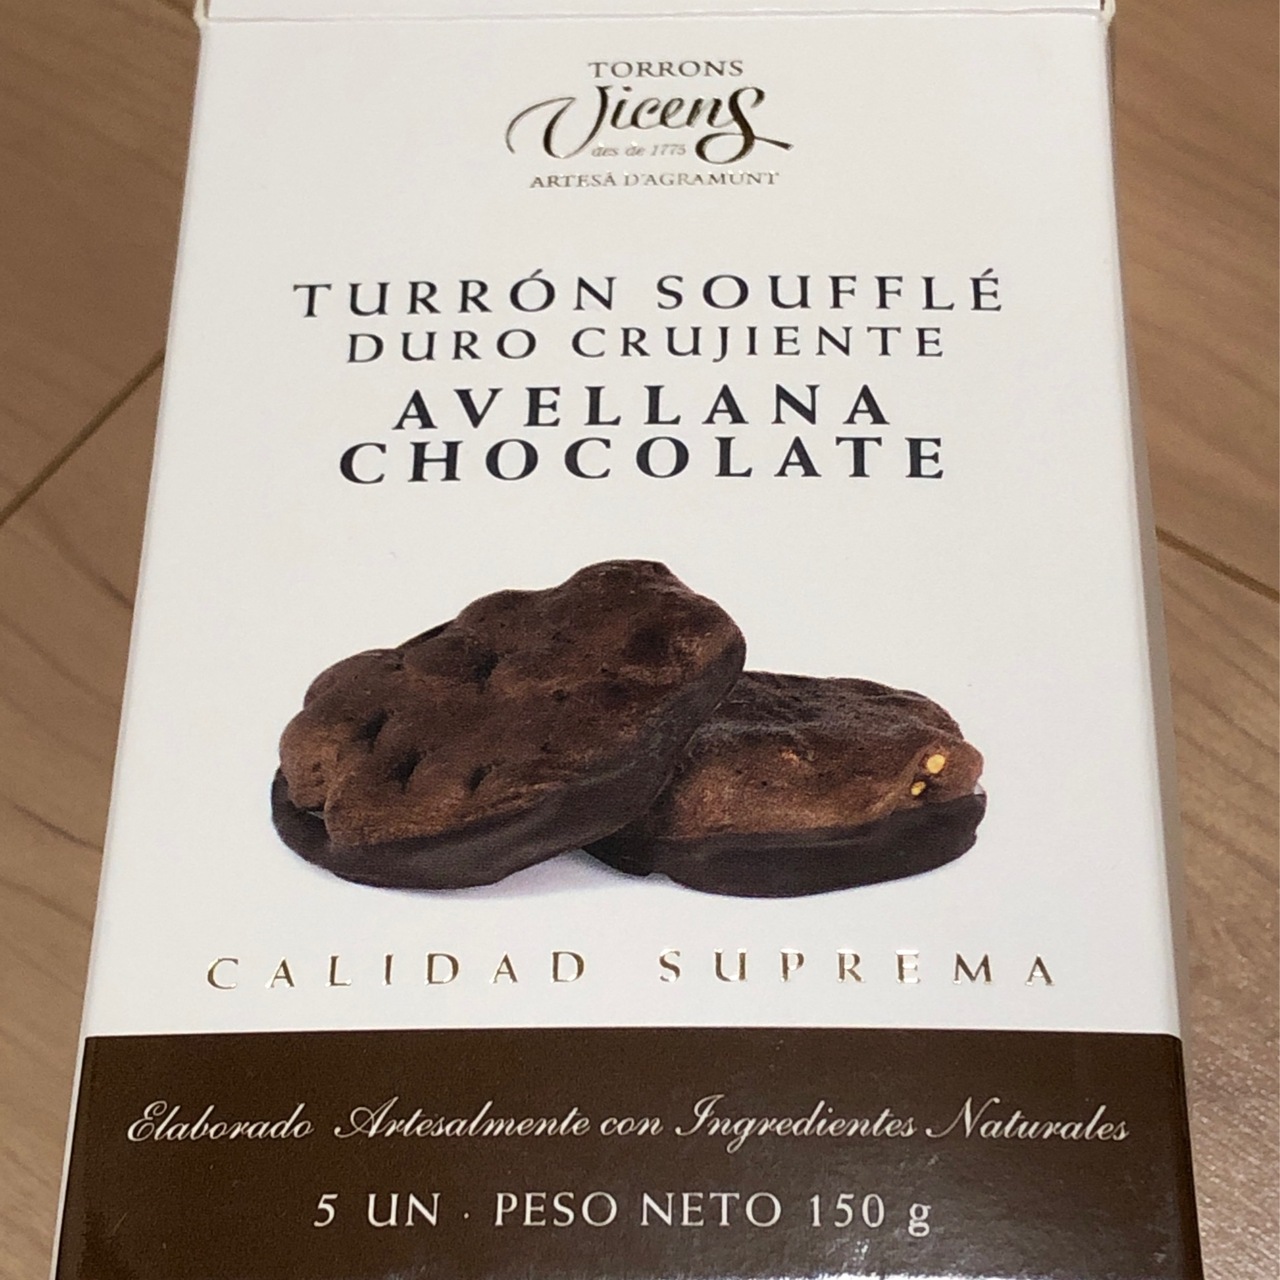 TORRONS
Vicens
des de 1775
ARTESÀ D'AGRAMUNT
TURRÓN SOUFFLÉ
DURO CRUJIENTE
AVELLANA
CHOCOLATE
CALIDAD SUPREMA
Elaborado Artesalmente con Ingredientes Naturales
5 UN · PESO NETO 150 g